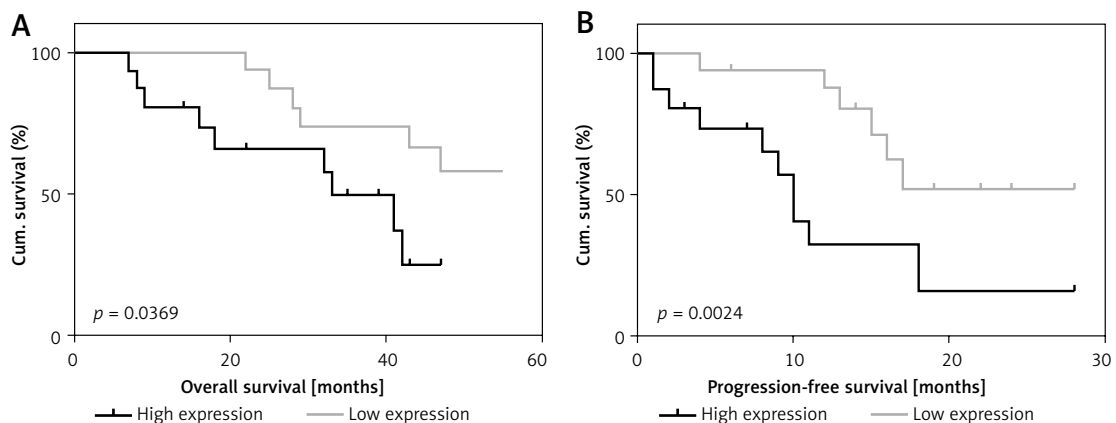 A
Cum. survival (%)
100
50
0
p = 0.0369
0 20 40 60
Overall survival [months]
High expression Low expression
B
Cum. survival (%)
100
50
0
p = 0.0024
0 10 20 30
Progression-free survival [months]
High expression Low expression